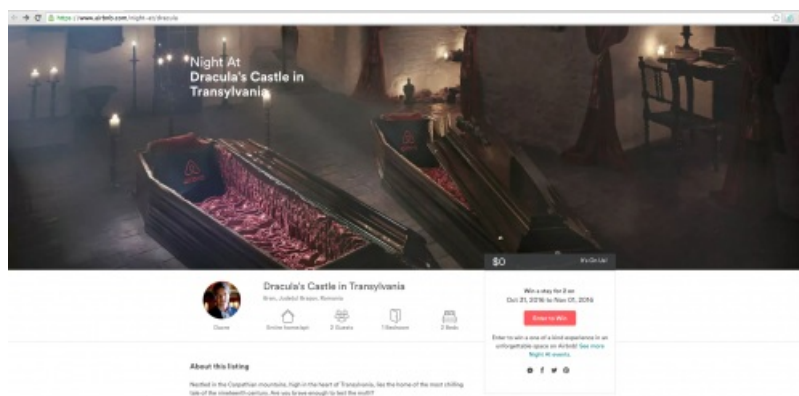 https://www.airbnb.com/night-at/dracula
Night At
Dracula's Castle in
Transylvania
$0
It's On Us!
Dracula's Castle in Transylvania
Bran, Județul Brașov, Romania
Win a stay for 2 on
Oct 31, 2016 to Nov 01, 2016
Entire home/apt
2 Guests
1 Bedroom
2 Beds
Enter to Win
Enter to win a one of a kind experience in an
unforgettable space on Airbnb! See more
Night At events.
About this listing
Nestled in the Carpathian mountains, high in the heart of Transylvania, lies the home of the most chilling
tale of the nineteenth century. Are you brave enough to test the myth?